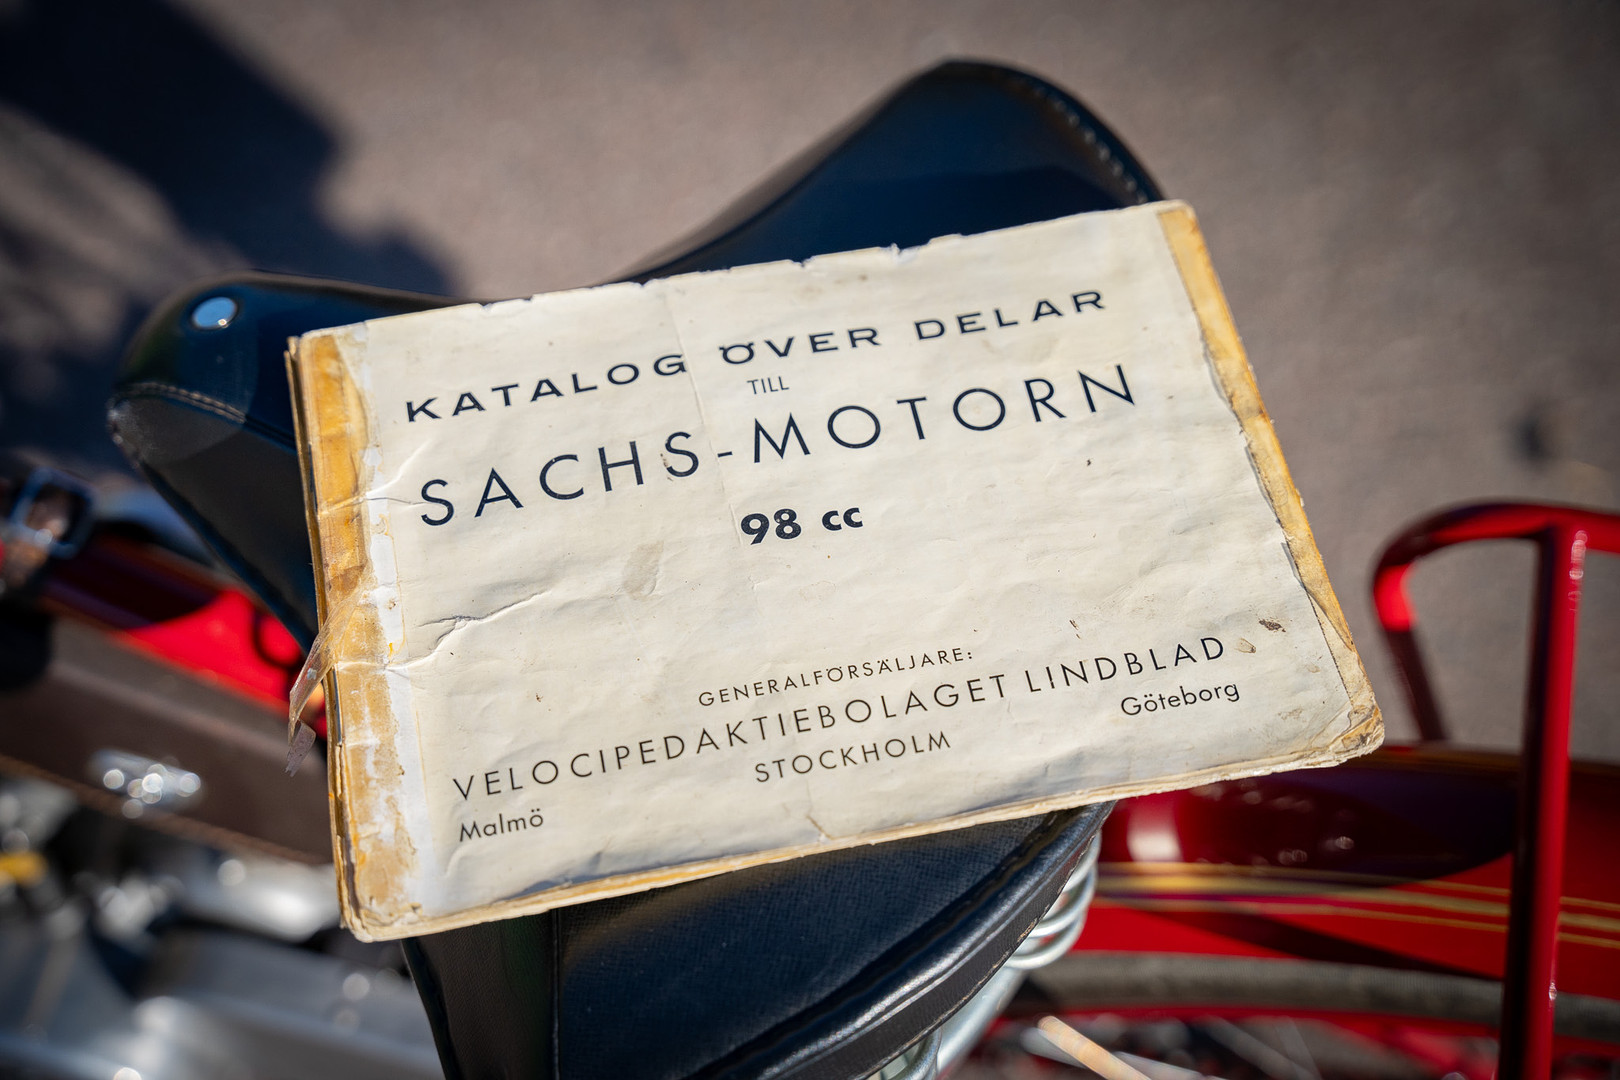 KATALOG ÖVER DELAR
TILL
SACHS-MOTORN
98 cc
GENERALFÖRSÄLJARE:
VELOCIPEDAKTIEBOLAGET LINDBLAD
Malmö STOCKHOLM Göteborg